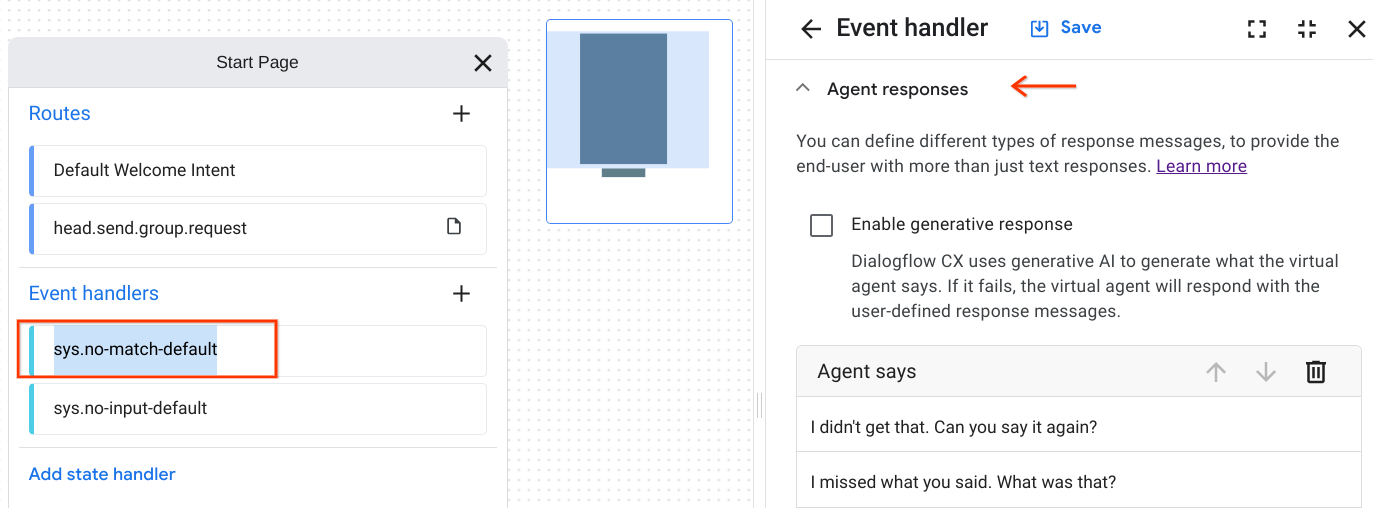 Start Page
Routes
Default Welcome Intent
head.send.group.request
Event handlers
sys.no-match-default
sys.no-input-default
Add state handler
Event handler
Save
Agent responses
You can define different types of response messages, to provide the
end-user with more than just text responses. Learn more
Enable generative response
Dialogflow CX uses generative AI to generate what the virtual
agent says. If it fails, the virtual agent will respond with the
user-defined response messages.
Agent says
I didn't get that. Can you say it again?
I missed what you said. What was that?